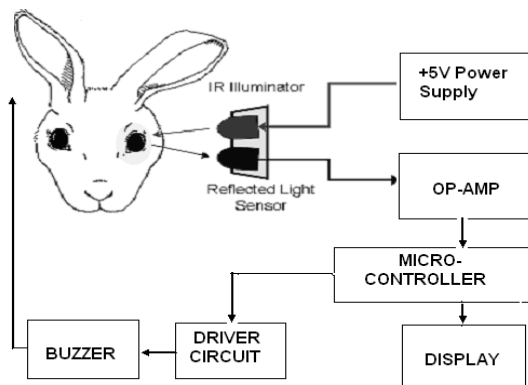 IR Illuminator
+5V Power
Supply
Reflected Light
Sensor
OP-AMP
MICRO-
CONTROLLER
DRIVER
CIRCUIT
BUZZER
DISPLAY